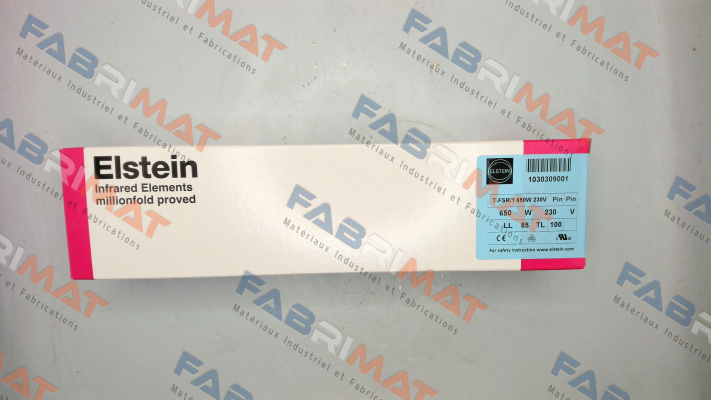 Elstein
Infrared Elements
millionfold proved
ELSTEIN
1030309001
T-FSR/1 650W 230V Pin Pin
650 W 230 V
LL 85 TL 100
CE
For safety instruction www.elstein.com
FABRIMAT
Materiaux Industriel et Fabrications